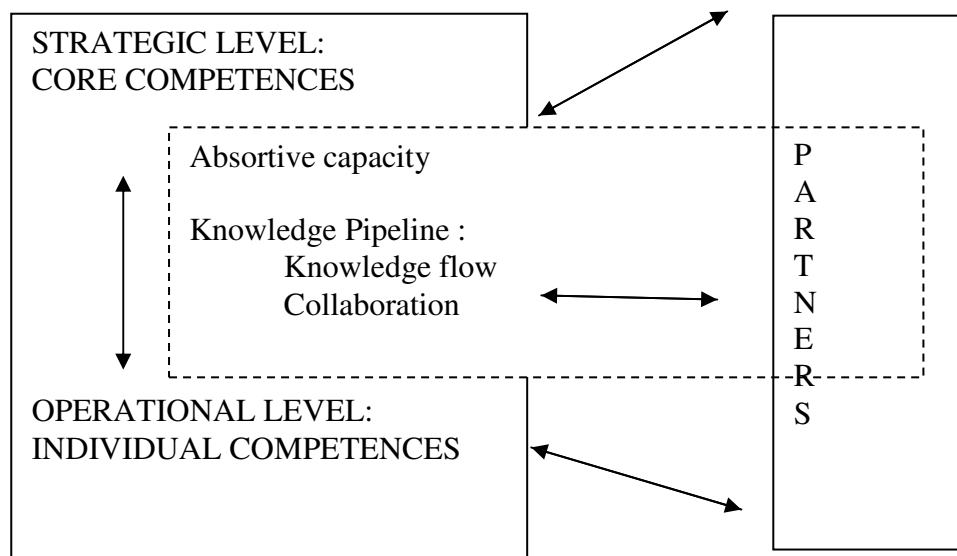 STRATEGIC LEVEL:
CORE COMPETENCES
Absortive capacity
Knowledge Pipeline :
Knowledge flow
Collaboration
OPERATIONAL LEVEL:
INDIVIDUAL COMPETENCES
P
A
R
T
N
E
R
S